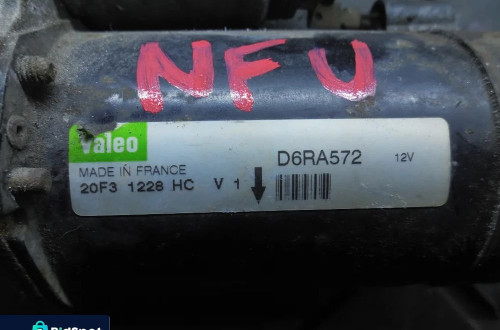 NFU
Valeo
MADE IN FRANCE
D6RA572 12V
20F3 1228 HC V 1